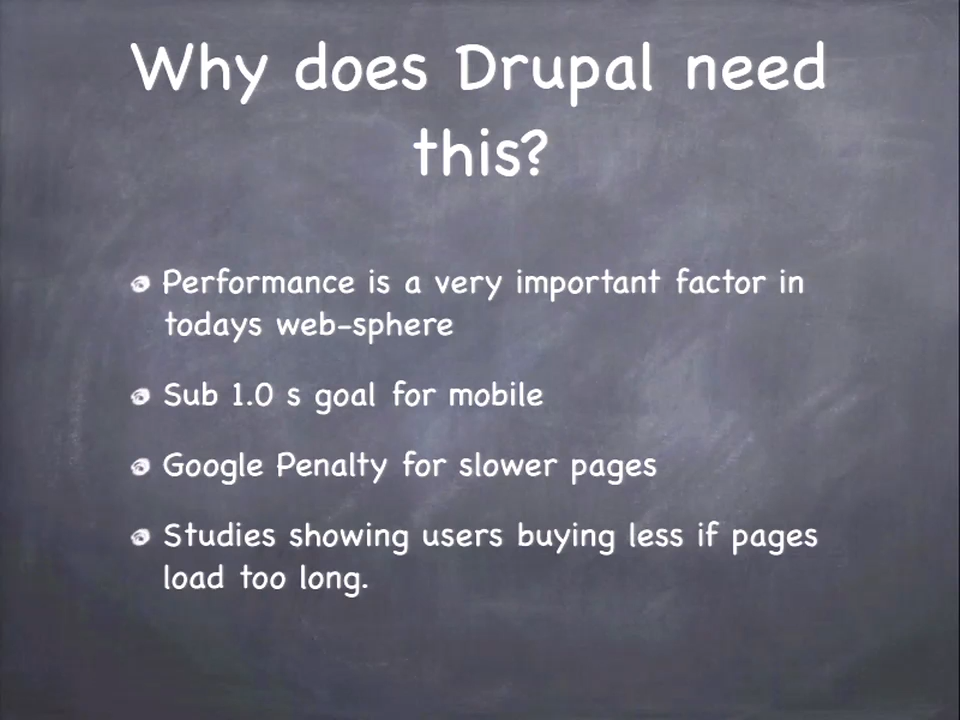 Why does Drupal need
this?
Performance is a very important factor in
todays web-sphere
Sub 1.0 s goal for mobile
Google Penalty for slower pages
Studies showing users buying less if pages
load too long.